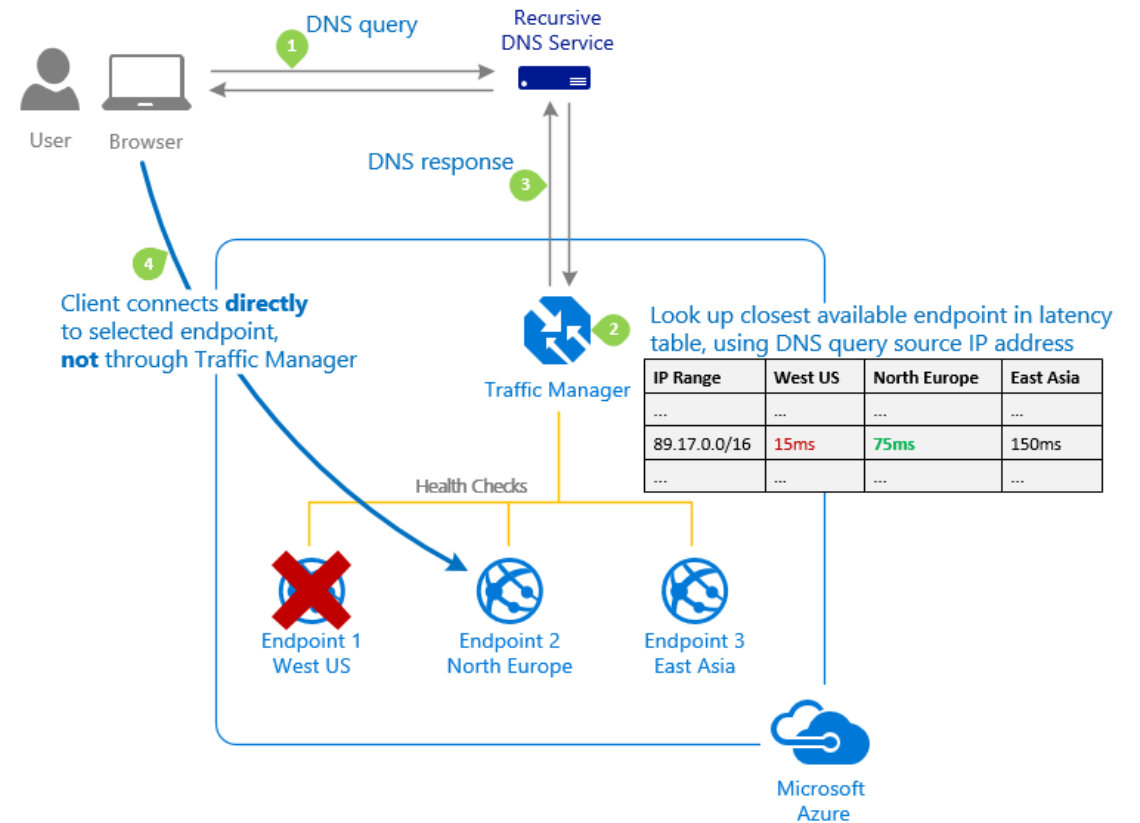 DNS query
1
Recursive
DNS Service
User
Browser
DNS response
3
4
Client connects directly
to selected endpoint,
not through Traffic Manager
2
Look up closest available endpoint in latency
table, using DNS query source IP address
Traffic Manager
IP Range West US North Europe East Asia
... ... ... ...
89.17.0.0/16 15ms 75ms 150ms
... ... ... ...
Health Checks
Endpoint 1
West US
Endpoint 2
North Europe
Endpoint 3
East Asia
Microsoft
Azure